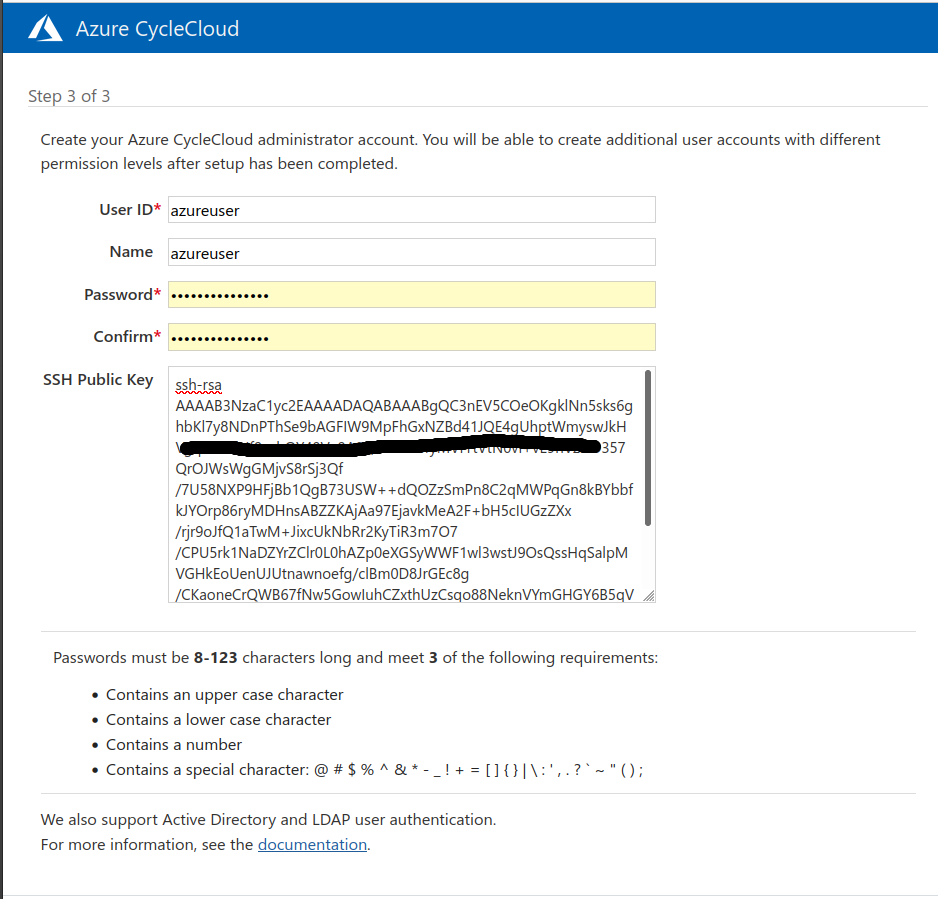 Azure CycleCloud
Step 3 of 3
Create your Azure CycleCloud administrator account. You will be able to create additional user accounts with different
permission levels after setup has been completed.
User ID* azureuser
Name azureuser
Password* •••••••••••••••
Confirm* •••••••••••••••
SSH Public Key ssh-rsa
AAAAB3NzaC1yc2EAAAADAQABAAABgQC3nEV5COeOKgklNn5sks6g
hbKl7y8NDnPThSe9bAGFIW9MpFhGxNZBd41JQE4gUhptWmyswJkH
357
QrOJWsWgGMjvS8rSj3Qf
/7U58NXP9HFjBb1QgB73USW++dQOZzSmPn8C2qMWPqGn8kBYbbf
kJYOrp86ryMDHnsABZZKAjAa97EjavkMeA2F+bH5cIUGzZXx
/rjr9oJfQ1aTwM+JixcUkNbRr2KyTiR3m7O7
/CPU5rk1NaDZYrZClr0L0hAZp0eXGSyWWF1wl3wstJ9OsQssHqSalpM
VGHkEoUenUJUtnawnoefg/clBm0D8JrGEc8g
/CKaoneCrQWB67fNw5GowluhCZxthUzCsqo88NeknVYmGHGY6B5qV
Passwords must be 8-123 characters long and meet 3 of the following requirements:
• Contains an upper case character
• Contains a lower case character
• Contains a number
• Contains a special character: @ # $ % ^ & * - _ ! + = [ ] { } | \ : ' , . ? ` ~ " ( ) ;
We also support Active Directory and LDAP user authentication.
For more information, see the documentation.